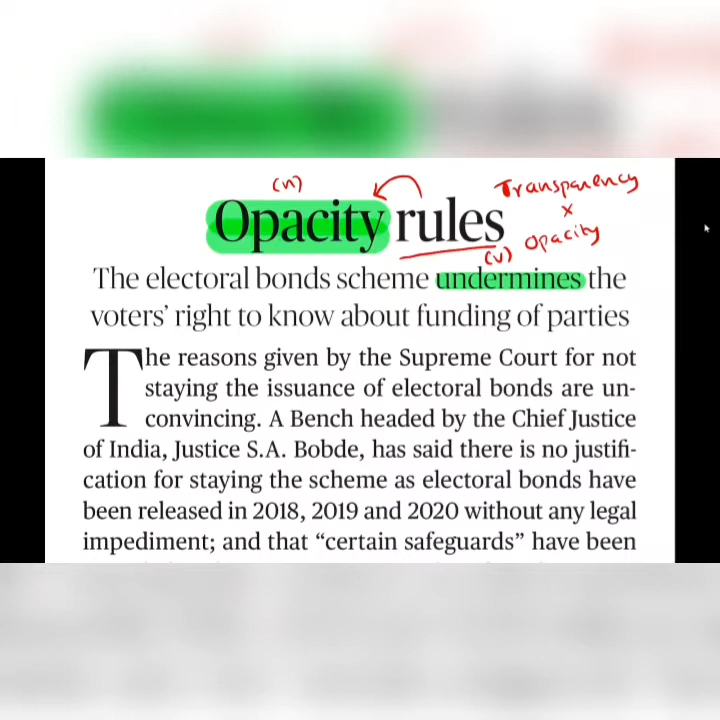 (n)
Transparency
x
Opacity
Opacity rules
(v)
The electoral bonds scheme undermines the
voters' right to know about funding of parties
The reasons given by the Supreme Court for not
staying the issuance of electoral bonds are un-
convincing. A Bench headed by the Chief Justice
of India, Justice S.A. Bobde, has said there is no justifi-
cation for staying the scheme as electoral bonds have
been released in 2018, 2019 and 2020 without any legal
impediment; and that “certain safeguards” have been